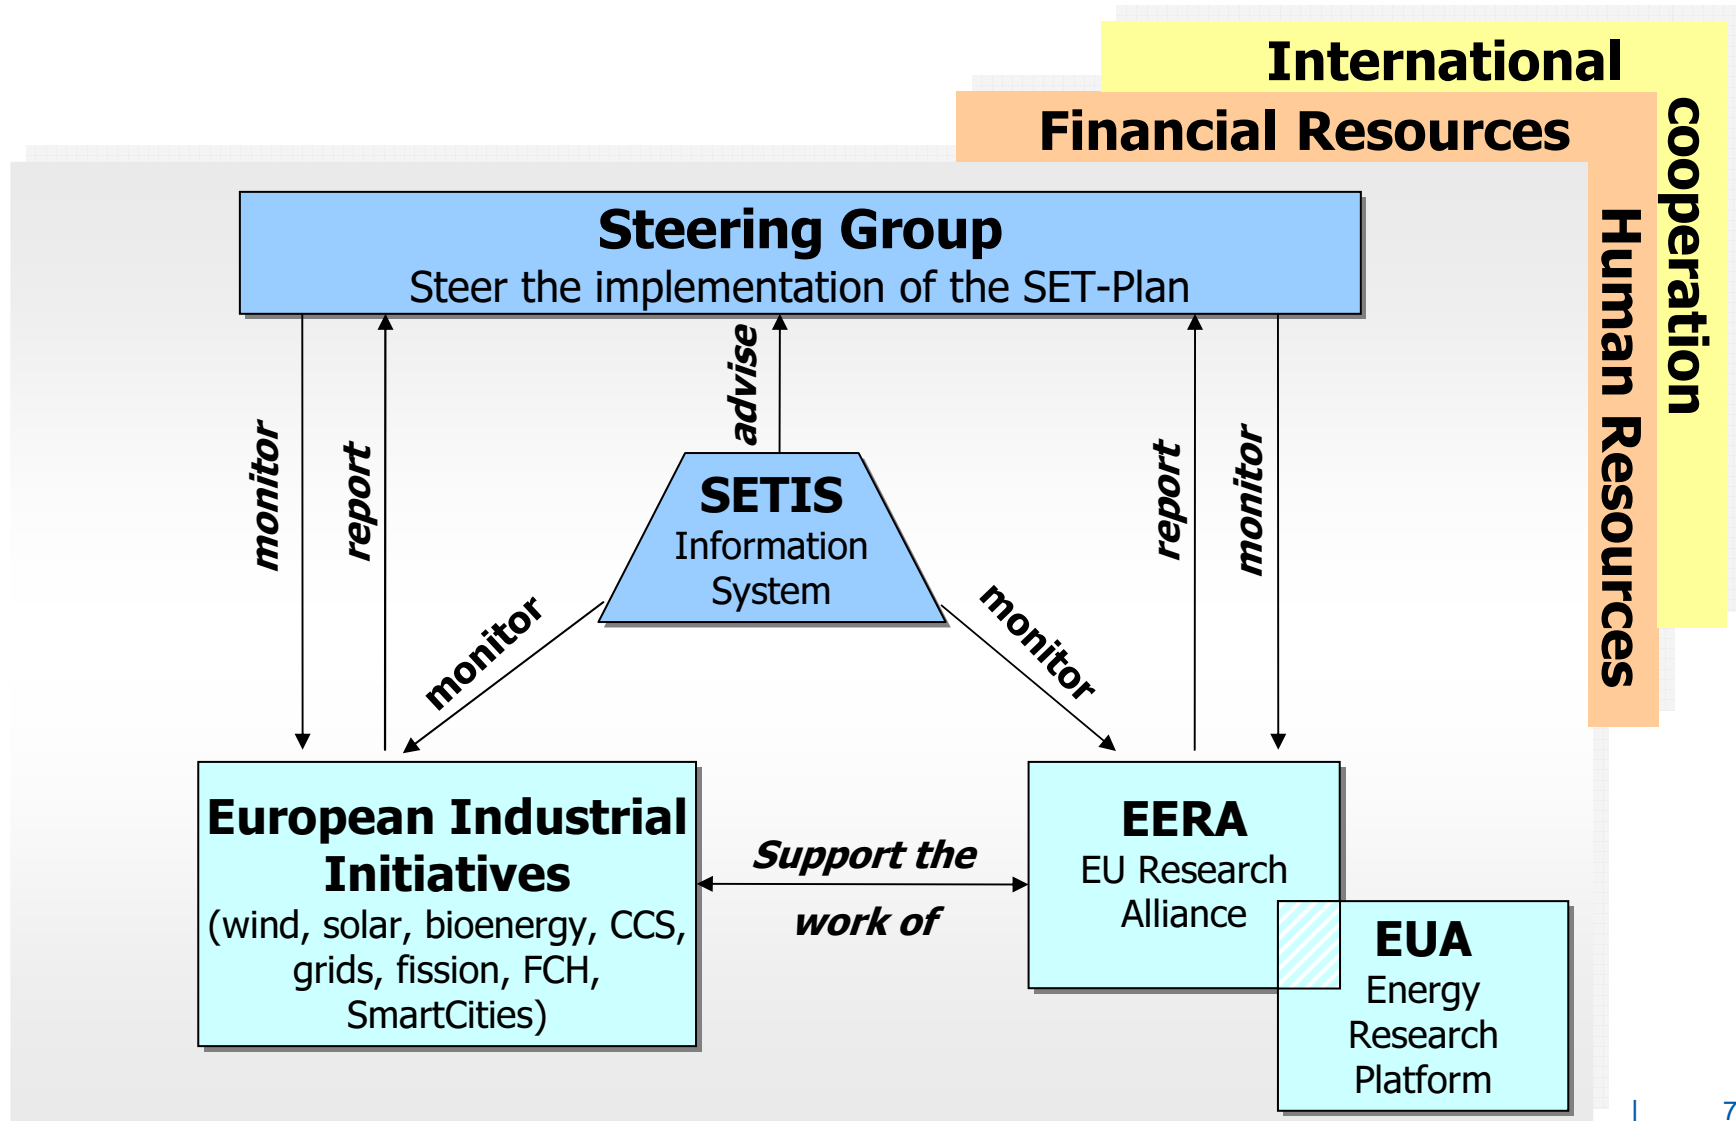 International
cooperation
Financial Resources
Human Resources
Steering Group
Steer the implementation of the SET-Plan
monitor
report
advise
report
monitor
SETIS
Information
System
monitor
monitor
European Industrial
Initiatives
(wind, solar, bioenergy, CCS,
grids, fission, FCH,
SmartCities)
Support the
work of
EERA
EU Research
Alliance
EUA
Energy
Research
Platform
| 7